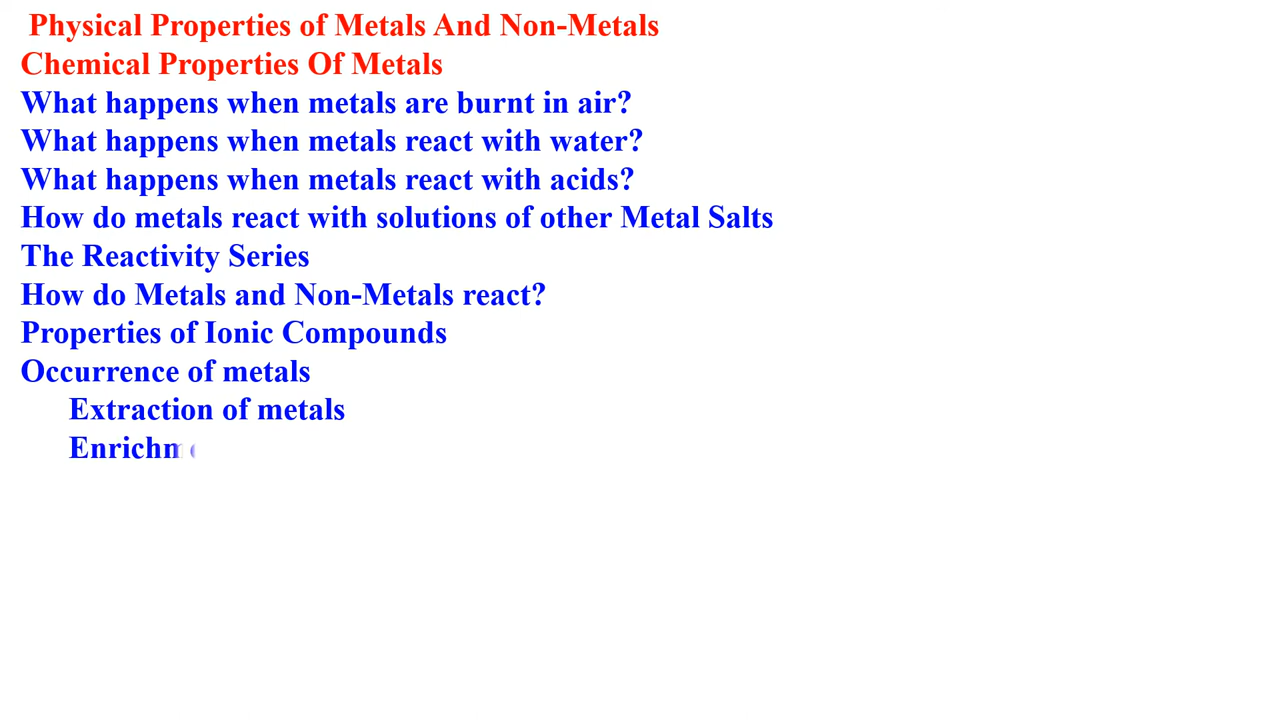 Physical Properties of Metals And Non-Metals
Chemical Properties Of Metals
What happens when metals are burnt in air?
What happens when metals react with water?
What happens when metals react with acids?
How do metals react with solutions of other Metal Salts
The Reactivity Series
How do Metals and Non-Metals react?
Properties of Ionic Compounds
Occurrence of metals
Extraction of metals